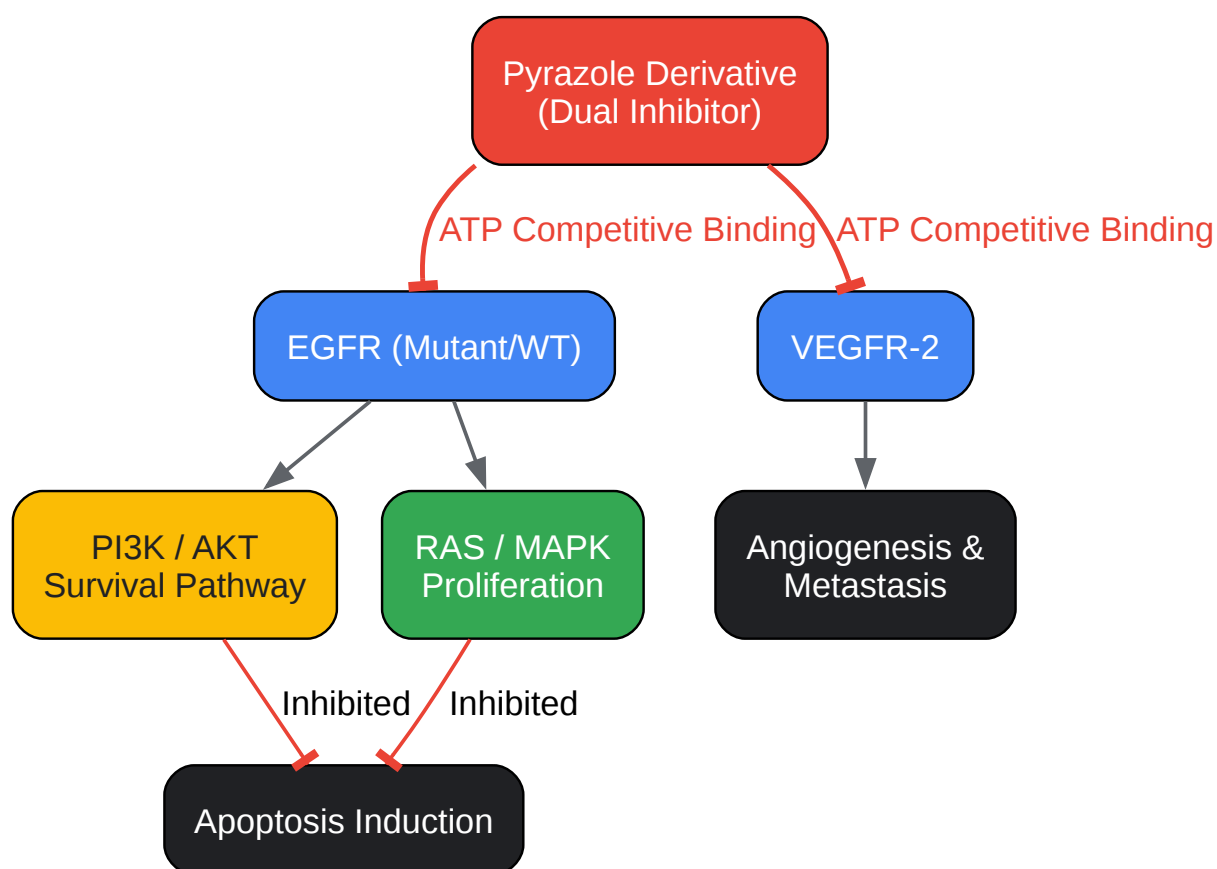 Pyrazole Derivative
(Dual Inhibitor)
ATP Competitive Binding
ATP Competitive Binding
EGFR (Mutant/WT)
VEGFR-2
PI3K / AKT
Survival Pathway
RAS / MAPK
Proliferation
Angiogenesis &
Metastasis
Inhibited
Inhibited
Apoptosis Induction